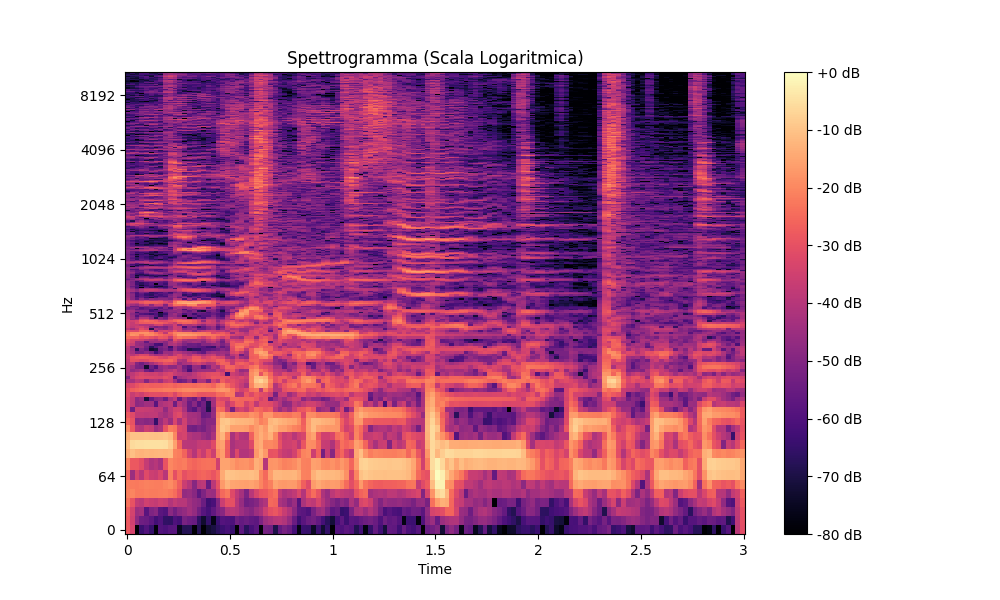 Spettrogramma (Scala Logaritmica)
8192
4096
2048
1024
512
256
128
64
0
Hz
0
0.5
1
1.5
2
2.5
3
Time
+0 dB
-10 dB
-20 dB
-30 dB
-40 dB
-50 dB
-60 dB
-70 dB
-80 dB